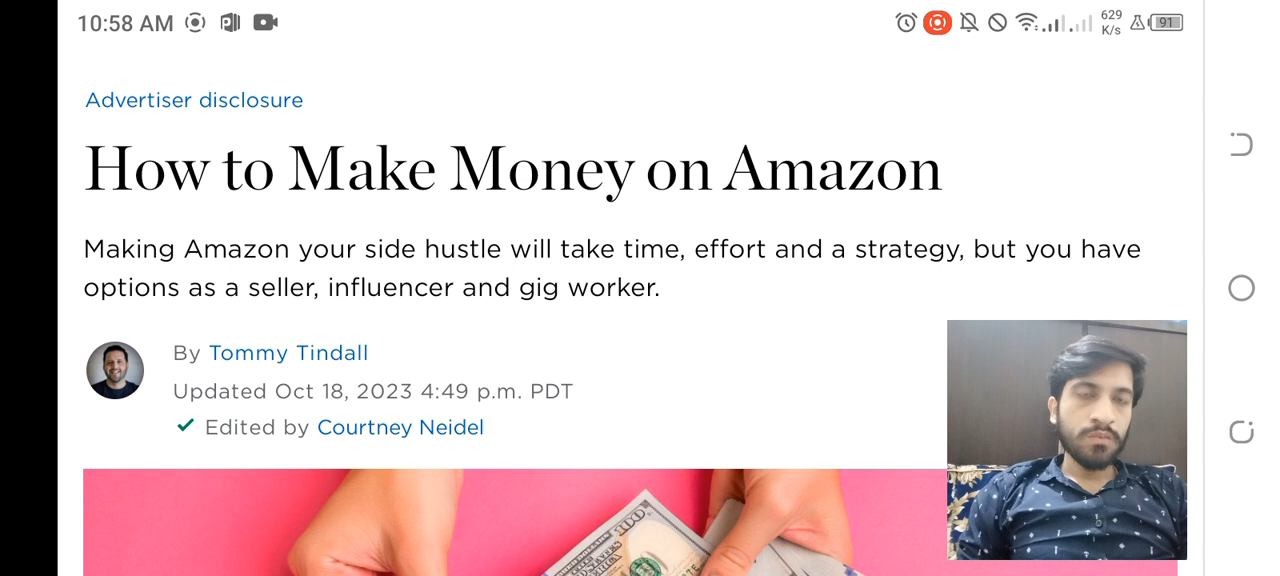 10:58 AM
629
K/s
91
Advertiser disclosure
How to Make Money on Amazon
Making Amazon your side hustle will take time, effort and a strategy, but you have
options as a seller, influencer and gig worker.
By Tommy Tindall
Updated Oct 18, 2023 4:49 p.m. PDT
Edited by Courtney Neidel
100